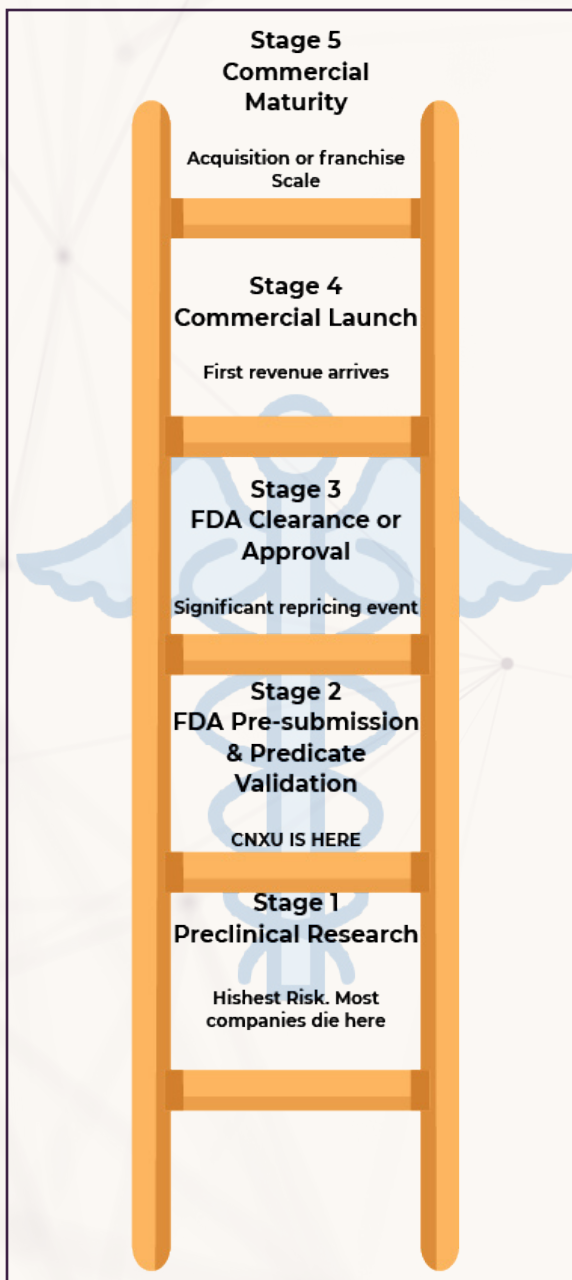 Stage 5
Commercial
Maturity
Acquisition or franchise
Scale
Stage 4
Commercial Launch
First revenue arrives
Stage 3
FDA Clearance or
Approval
Significant repricing event
Stage 2
FDA Pre-submission
& Predicate
Validation
CNXU IS HERE
Stage 1
Preclinical Research
Hishest Risk. Most
companies die here